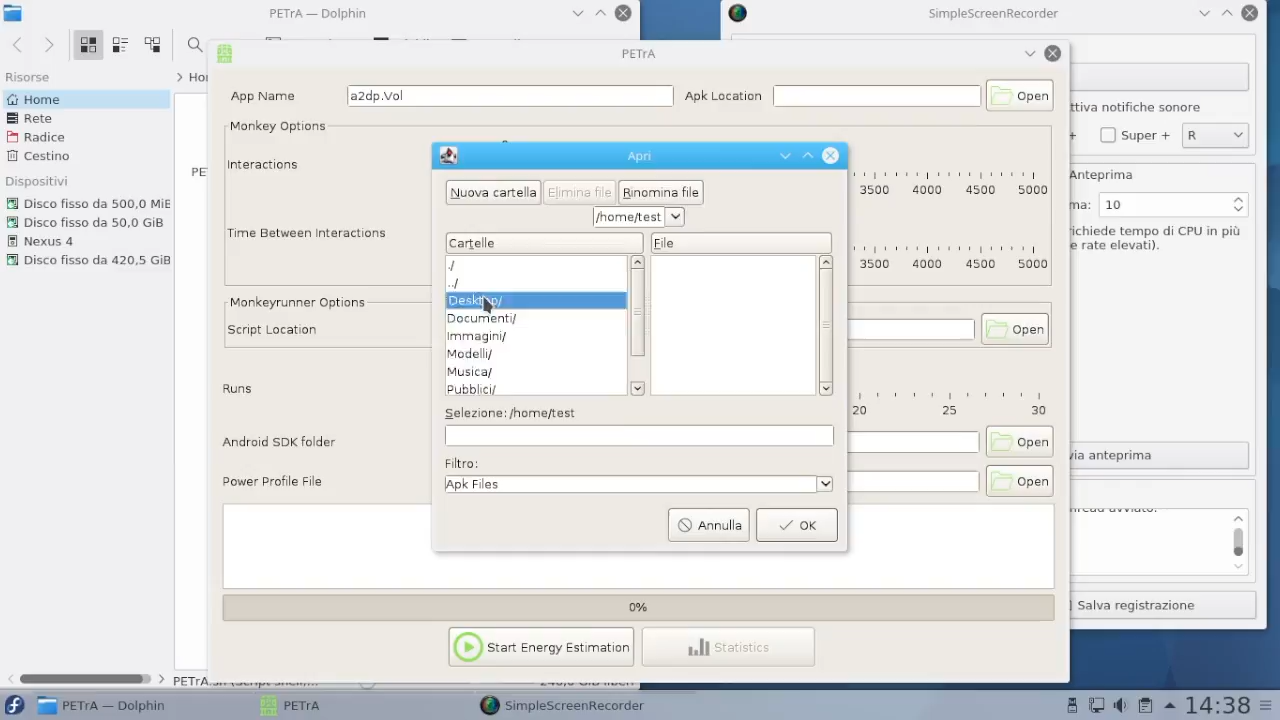 PETrA — Dolphin
SimpleScreenRecorder
PETrA
Risorse
Home
Rete
Radice
Cestino
Dispositivi
Disco fisso da 500,0 MiE
Disco fisso da 50,0 GiB
Nexus 4
Disco fisso da 420,5 GiB
App Name
a2dp.Vol
Apk Location
Open
Monkey Options
Interactions
3500 4000 4500 5000
Time Between Interactions
3500 4000 4500 5000
Monkeyrunner Options
Script Location
Open
Runs
20 25 30
Android SDK folder
Open
Power Profile File
Open
0%
Start Energy Estimation
Statistics
Apri
Nuova cartella
Elimina file
Rinomina file
/home/test
Cartelle
File
./
../
Desktop/
Documenti/
Immagini/
Modelli/
Musica/
Pubblici/
Selezione: /home/test
Filtro:
Apk Files
Annulla
OK
ttiva notifiche sonore
+ Super + R
Anteprima
ma: 10
richiede tempo di CPU in più
e rate elevati).
via anteprima
Salva registrazione
PETrA — Dolphin
PETrA
SimpleScreenRecorder
14:38